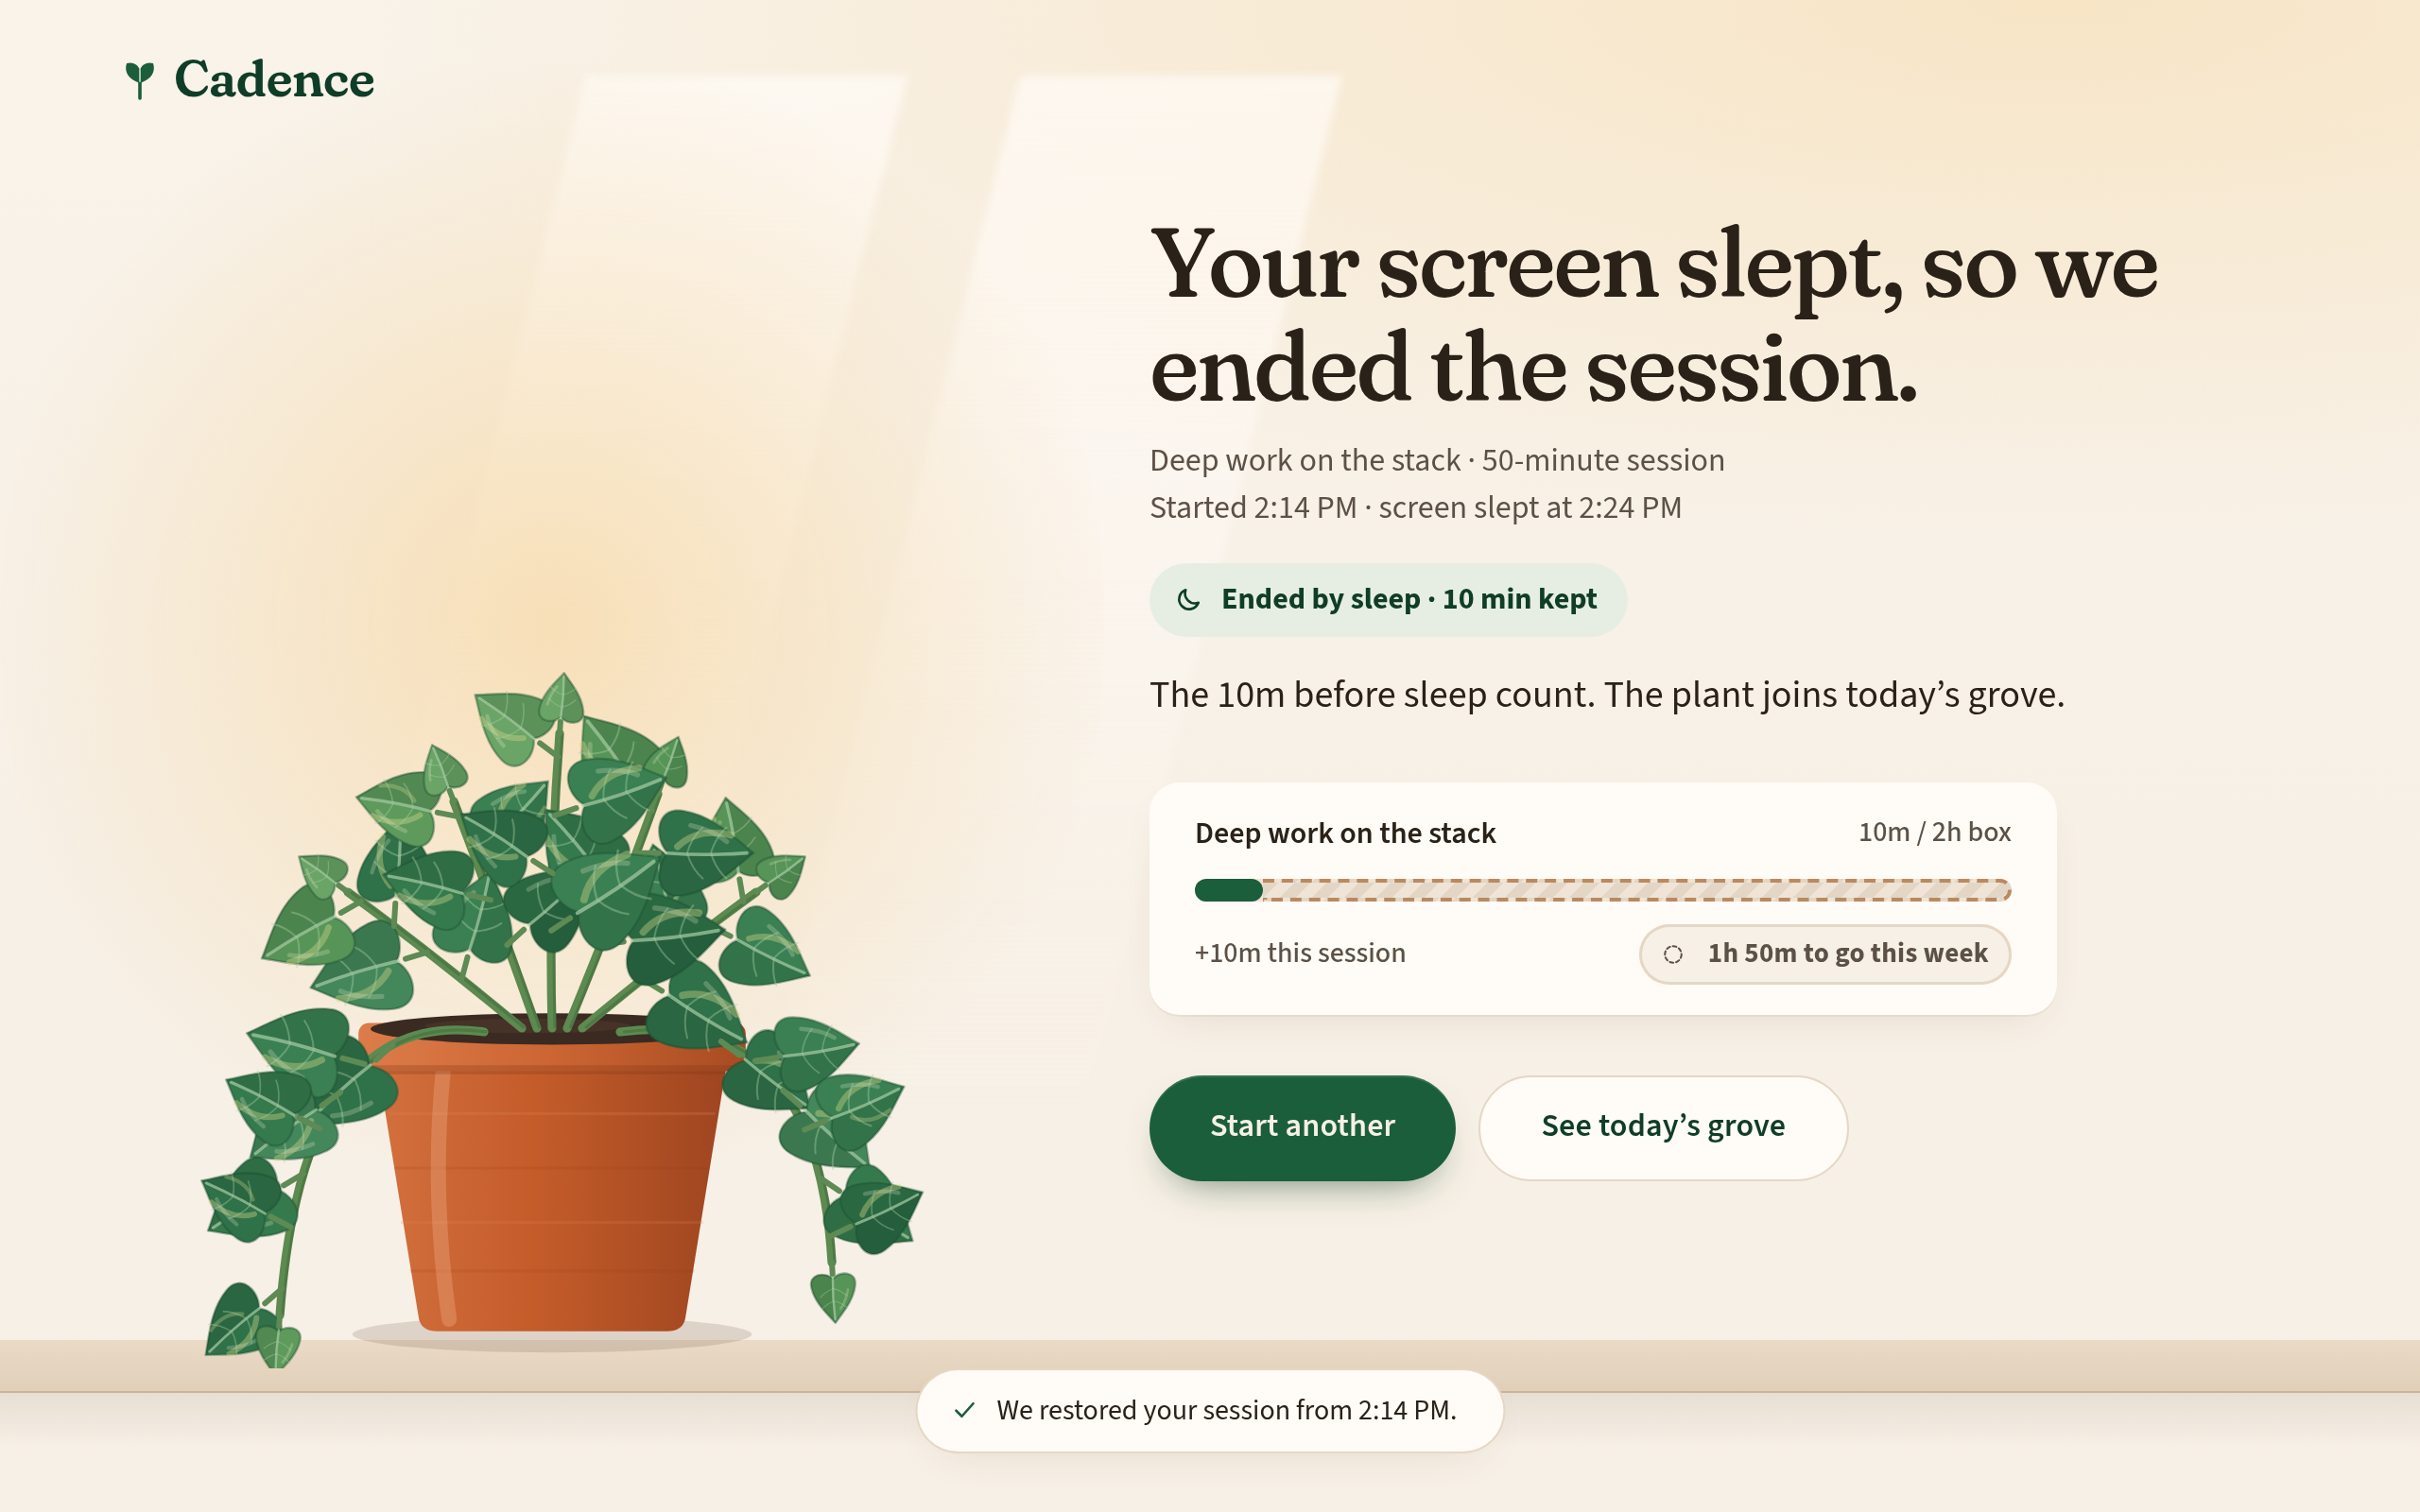 Cadence
Your screen slept, so we
ended the session.
Deep work on the stack · 50-minute session
Started 2:14 PM · screen slept at 2:24 PM
Ended by sleep · 10 min kept
The 10m before sleep count. The plant joins today’s grove.
Deep work on the stack
10m / 2h box
+10m this session
1h 50m to go this week
Start another
See today’s grove
We restored your session from 2:14 PM.